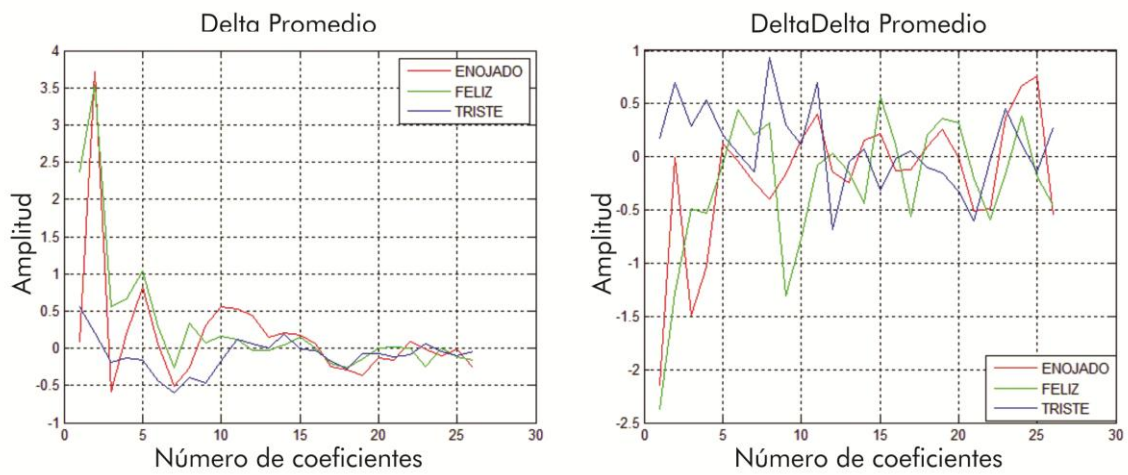 Delta Promedio
4
3.5
3
2.5
2
1.5
1
0.5
0
-0.5
-1
0 5 10 15 20 25 30
Amplitud
Número de coeficientes
ENOJADO
FELIZ
TRISTE
DeltaDelta Promedio
1
0.5
0
-0.5
-1
-1.5
-2
-2.5
0 5 10 15 20 25 30
Amplitud
Número de coeficientes
ENOJADO
FELIZ
TRISTE